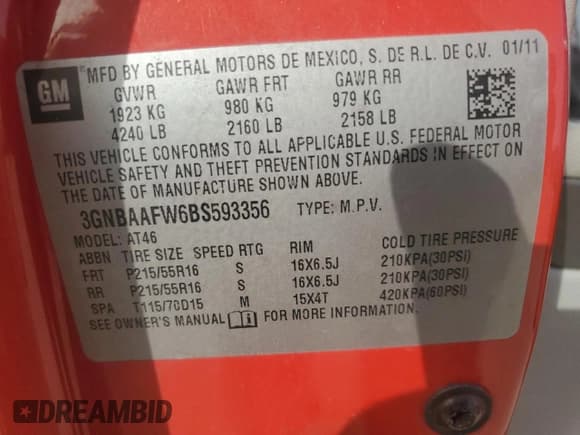 GM
MFD BY GENERAL MOTORS DE MEXICO, S. DE R.L. DE C.V. 01/11
GVWR GAWR FRT GAWR RR
1923 KG 980 KG 979 KG
4240 LB 2160 LB 2158 LB
THIS VEHICLE CONFORMS TO ALL APPLICABLE U.S. FEDERAL MOTOR
VEHICLE SAFETY AND THEFT PREVENTION STANDARDS IN EFFECT ON
THE DATE OF MANUFACTURE SHOWN ABOVE.
3GNBAAFW6BS593356 TYPE: M.P.V.
MODEL: AT46
ABBN TIRE SIZE SPEED RTG RIM COLD TIRE PRESSURE
FRT P215/55R16 S 16X6.5J 210KPA(30PSI)
RR P215/55R16 S 16X6.5J 210KPA(30PSI)
SPA T115/70D15 M 15X4T 420KPA(60PSI)
SEE OWNER'S MANUAL FOR MORE INFORMATION.
DREAMBID